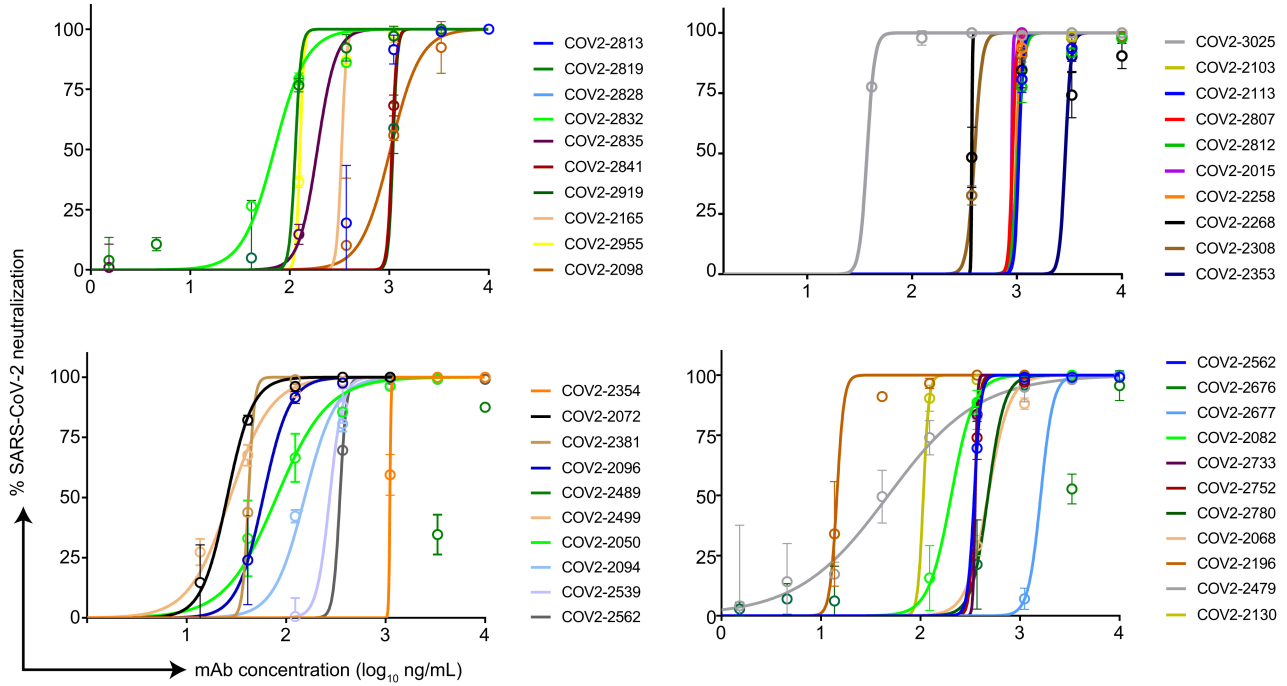 100
75
50
25
0
0
1
2
3
4
COV2-2813
COV2-2819
COV2-2828
COV2-2832
COV2-2835
COV2-2841
COV2-2919
COV2-2165
COV2-2955
COV2-2098
100
75
50
25
0
1
2
3
4
COV2-3025
COV2-2103
COV2-2113
COV2-2807
COV2-2812
COV2-2015
COV2-2258
COV2-2268
COV2-2308
COV2-2353
% SARS-CoV-2 neutralization
100
75
50
25
0
1
2
3
4
COV2-2354
COV2-2072
COV2-2381
COV2-2096
COV2-2489
COV2-2499
COV2-2050
COV2-2094
COV2-2539
COV2-2562
100
75
50
25
0
0
1
2
3
4
COV2-2562
COV2-2676
COV2-2677
COV2-2082
COV2-2733
COV2-2752
COV2-2780
COV2-2068
COV2-2196
COV2-2479
COV2-2130
mAb concentration (log10 ng/mL)